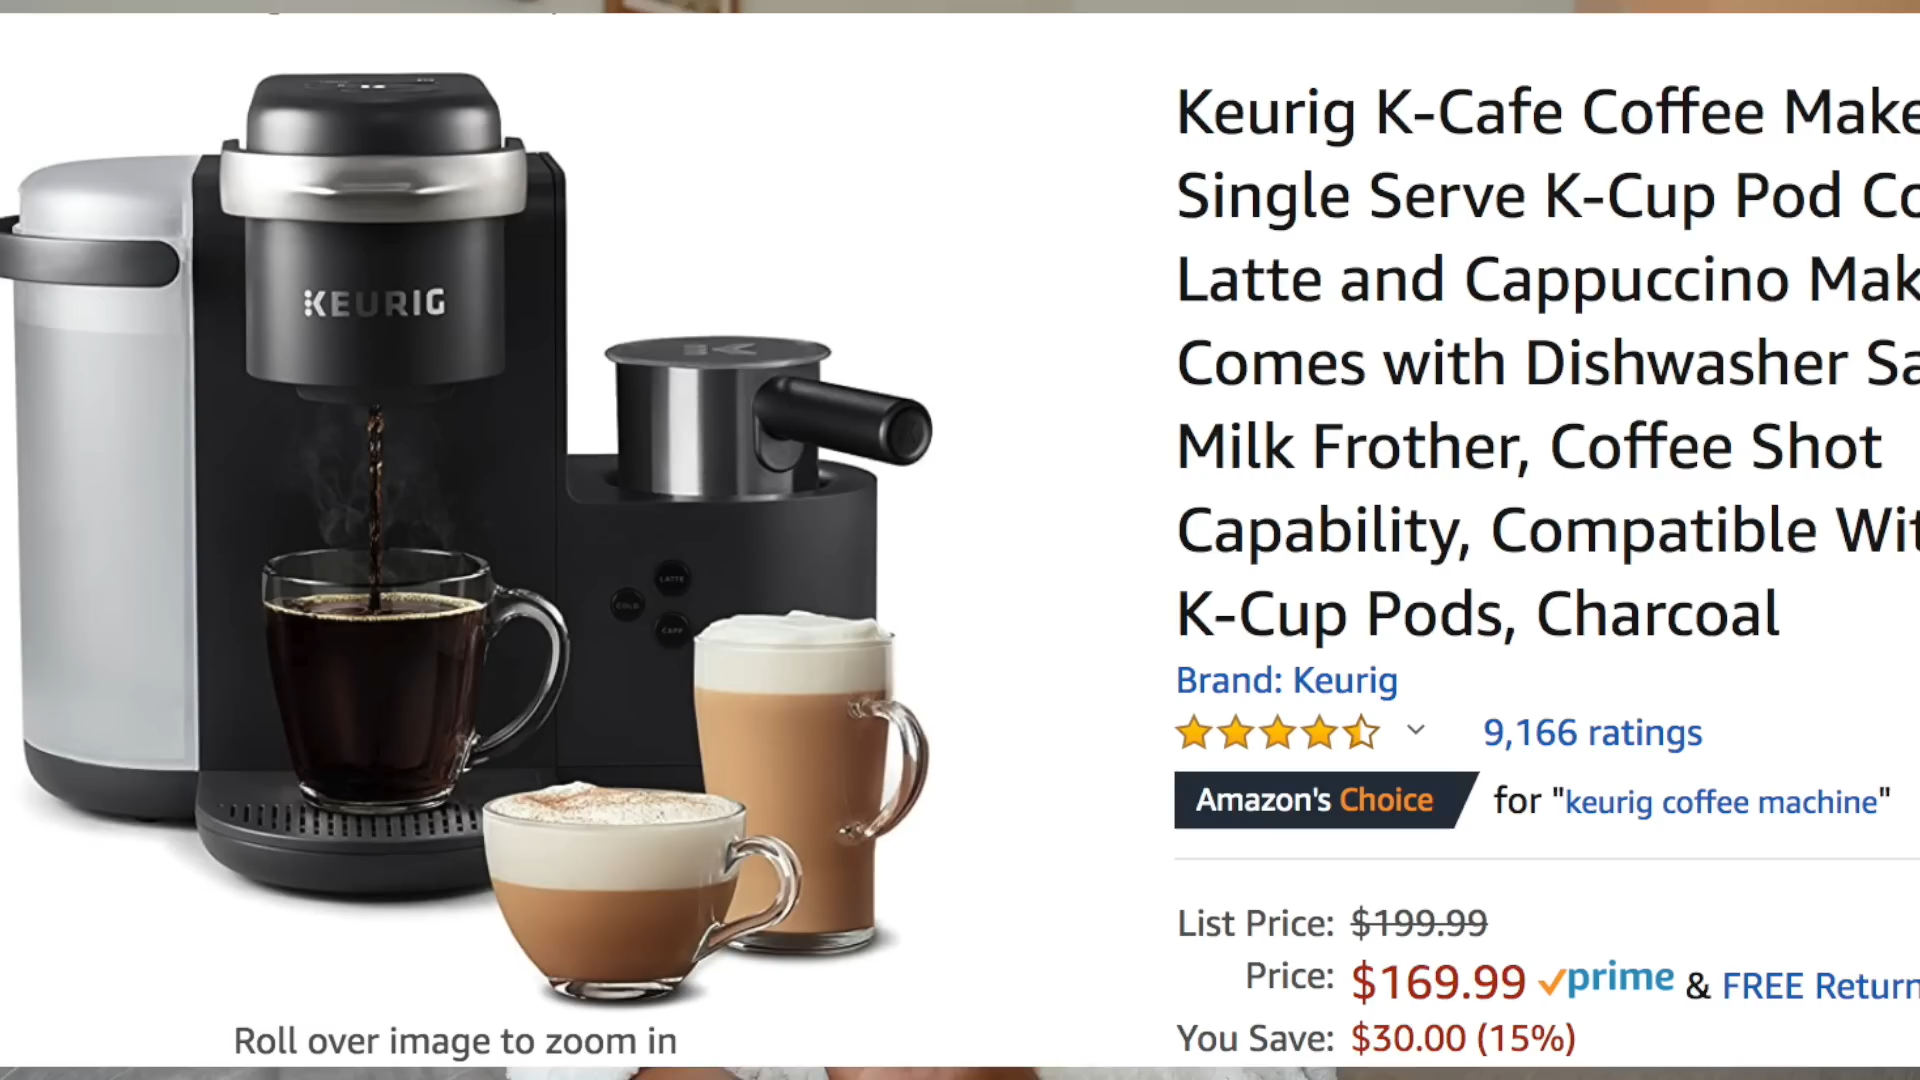 KEURIG
LATTE
COLD
CAPP
Roll over image to zoom in
Keurig K-Cafe Coffee Make
Single Serve K-Cup Pod Co
Latte and Cappuccino Mak
Comes with Dishwasher Sa
Milk Frother, Coffee Shot
Capability, Compatible Wit
K-Cup Pods, Charcoal
Brand: Keurig
9,166 ratings
Amazon's Choice for "keurig coffee machine"
List Price: $199.99
Price: $169.99 prime & FREE Return
You Save: $30.00 (15%)